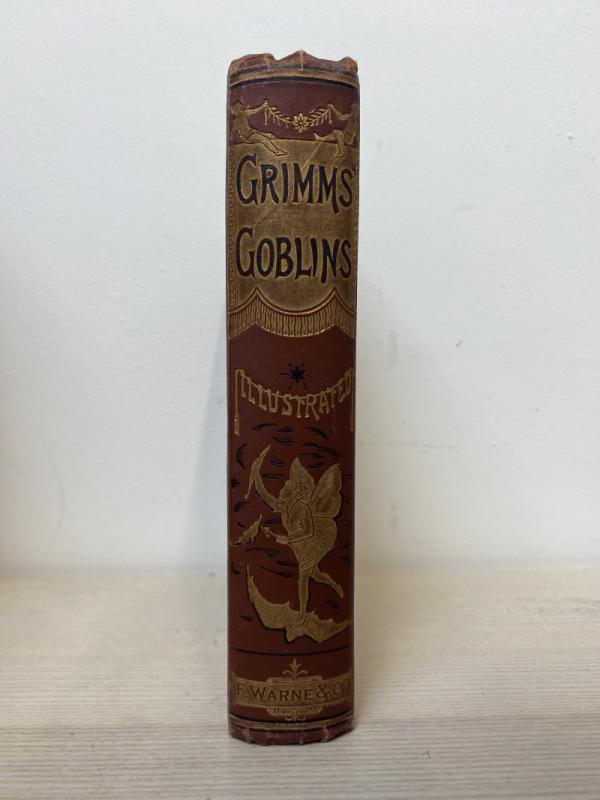 GRIMMS'
GOBLINS
ILLUSTRATED
F. WARNE & Co